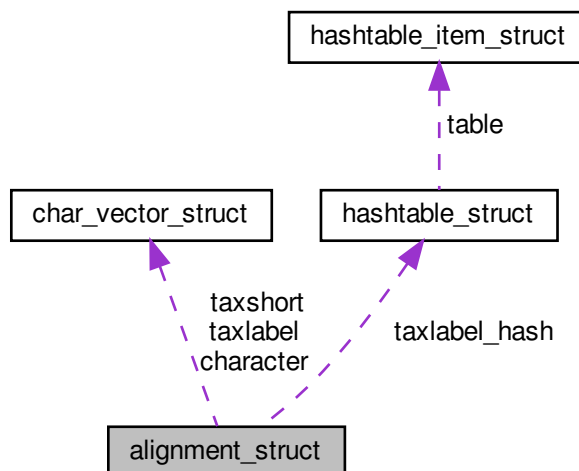 hashtable_item_struct
table
char_vector_struct
hashtable_struct
taxshort
taxlabel
character
taxlabel_hash
alignment_struct